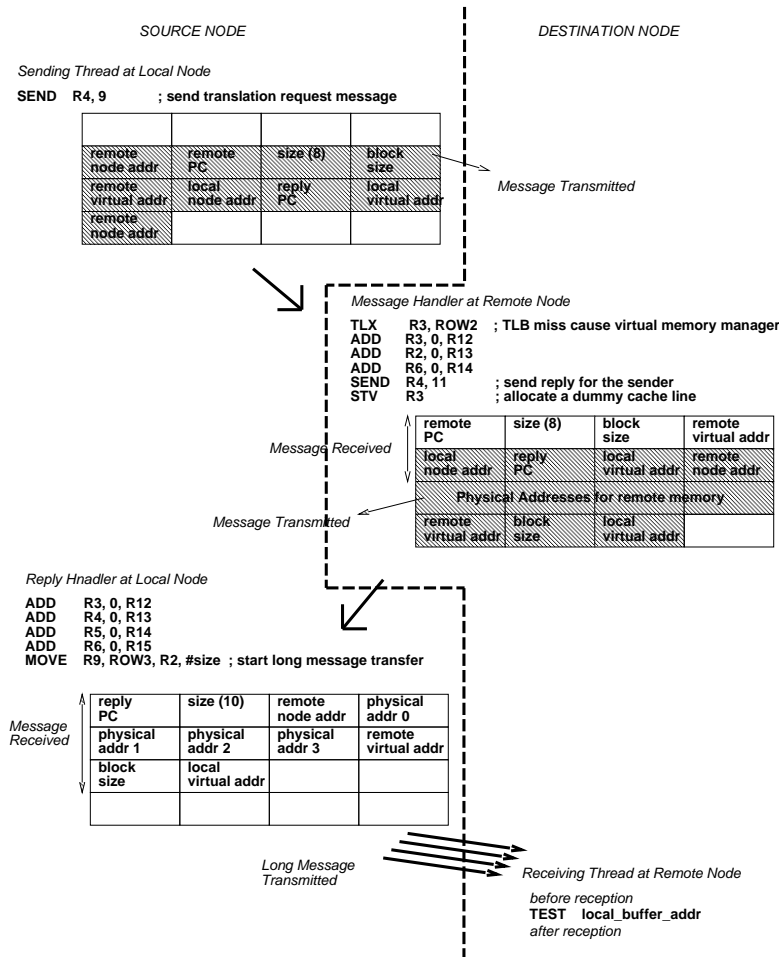 SOURCE NODE
DESTINATION NODE
Sending Thread at Local Node
SEND R4, 9 ; send translation request message
remote node addr
remote PC
size (8)
block size
remote virtual addr
local node addr
reply PC
local virtual addr
remote node addr
Message Transmitted
Message Handler at Remote Node
TLX R3, ROW2 ; TLB miss cause virtual memory manager
ADD R3, 0, R12
ADD R2, 0, R13
ADD R6, 0, R14
SEND R4, 11 ; send reply for the sender
STV R3 ; allocate a dummy cache line
Message Received
remote PC
size (8)
block size
remote virtual addr
local node addr
reply PC
local virtual addr
remote node addr
Physical Addresses for remote memory
Message Transmitted
remote virtual addr
block size
local virtual addr
Reply Hnadler at Local Node
ADD R3, 0, R12
ADD R4, 0, R13
ADD R5, 0, R14
ADD R6, 0, R15
MOVE R9, ROW3, R2, #size ; start long message transfer
Message Received
reply PC
size (10)
remote node addr
physical addr 0
physical addr 1
physical addr 2
physical addr 3
remote virtual addr
block size
local virtual addr
Long Message Transmitted
Receiving Thread at Remote Node
before reception
TEST local_buffer_addr
after reception